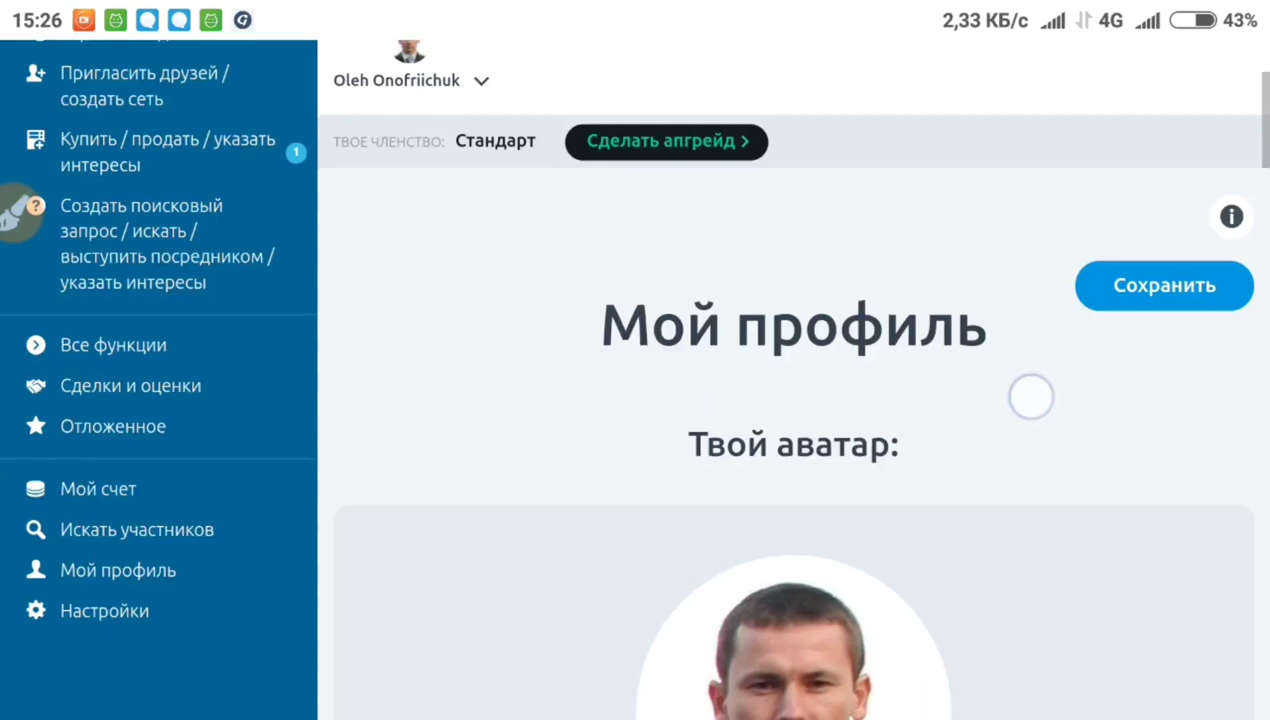 15:26
2,33 КБ/с
4G
43%
Пригласить друзей /
создать сеть
Купить / продать / указать
интересы
1
Создать поисковый
запрос / искать /
выступить посредником /
указать интересы
Все функции
Сделки и оценки
Отложенное
Мой счет
Искать участников
Мой профиль
Настройки
Oleh Onofriichuk
ТВОЕ ЧЛЕНСТВО: Стандарт
Сделать апгрейд >
Сохранить
Мой профиль
Твой аватар: